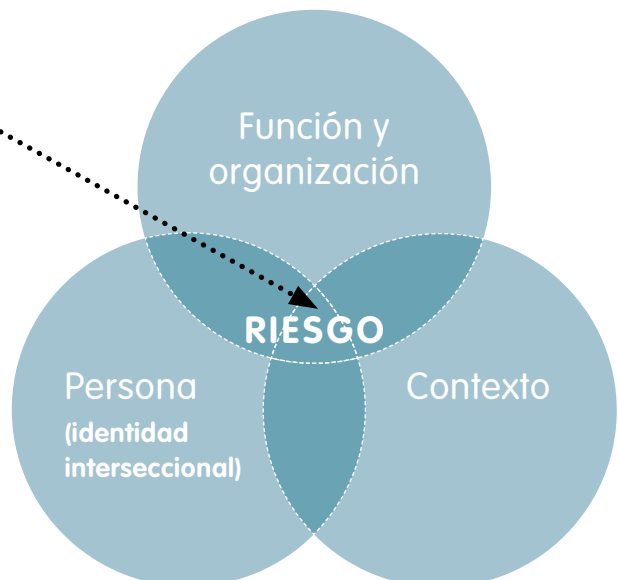 Función y
organización
RIESGO
Persona
(identidad
interseccional)
Contexto